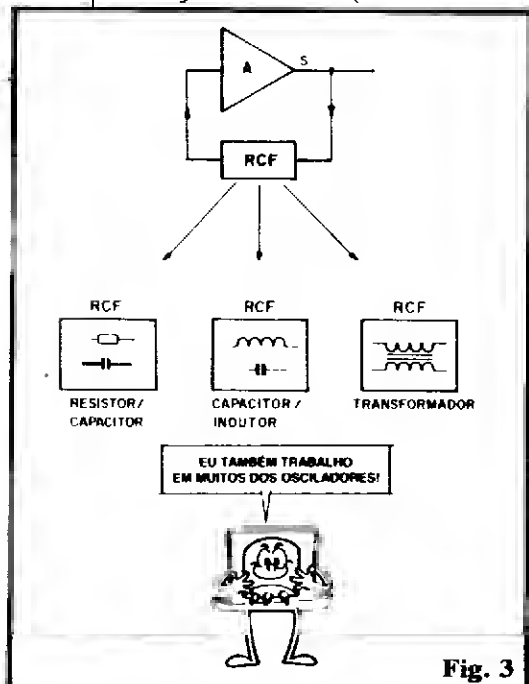 A
S
RCF
RCF RCF RCF
RESISTOR/ CAPACITOR/ TRANSFORMADOR
CAPACITOR INDUTOR
EU TAMBÉM TRABALHO
EM MUITOS DOS OSCILADORES!
Fig. 3